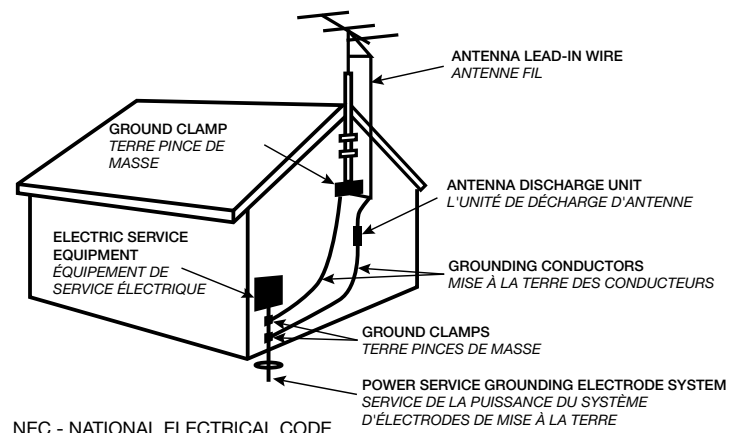 ANTENNA LEAD-IN WIRE
ANTENNE FIL
GROUND CLAMP
TERRE PINCE DE
MASSE
ANTENNA DISCHARGE UNIT
L'UNITÉ DE DÉCHARGE D'ANTENNE
ELECTRIC SERVICE
EQUIPMENT
ÉQUIPEMENT DE
SERVICE ÉLECTRIQUE
GROUNDING CONDUCTORS
MISE À LA TERRE DES CONDUCTEURS
GROUND CLAMPS
TERRE PINCES DE MASSE
POWER SERVICE GROUNDING ELECTRODE SYSTEM
SERVICE DE LA PUISSANCE DU SYSTÈME
D'ÉLECTRODES DE MISE À LA TERRE
NEC - NATIONAL ELECTRICAL CODE